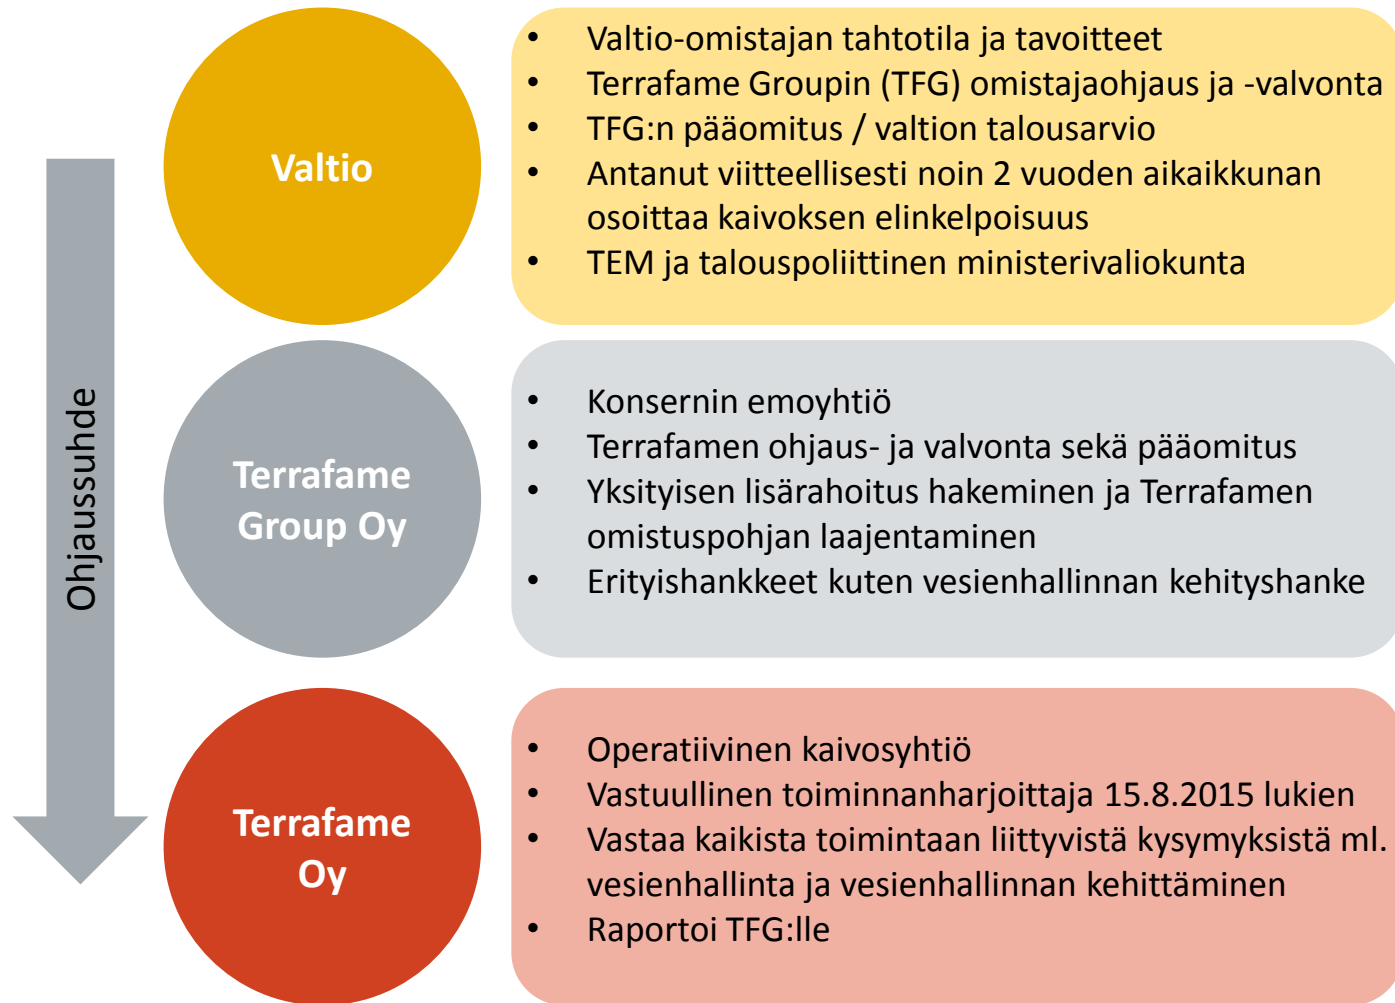 Ohjaussuhde
Valtio
• Valtio-omistajan tahtotila ja tavoitteet
• Terrafame Groupin (TFG) omistajaohjaus ja -valvonta
• TFG:n pääomitus / valtion talousarvio
• Antanut viitteellisesti noin 2 vuoden aikaikkunan
osoittaa kaivoksen elinkelpoisuus
• TEM ja talouspoliittinen ministerivaliokunta
Terrafame
Group Oy
• Konsernin emoyhtiö
• Terrafamen ohjaus- ja valvonta sekä pääomitus
• Yksityisen lisärahoitus hakeminen ja Terrafamen
omistuspohjan laajentaminen
• Erityishankkeet kuten vesienhallinnan kehityshanke
Terrafame
Oy
• Operatiivinen kaivosyhtiö
• Vastuullinen toiminnanharjoittaja 15.8.2015 lukien
• Vastaa kaikista toimintaan liittyvistä kysymyksistä ml.
vesienhallinta ja vesienhallinnan kehittäminen
• Raportoi TFG:lle